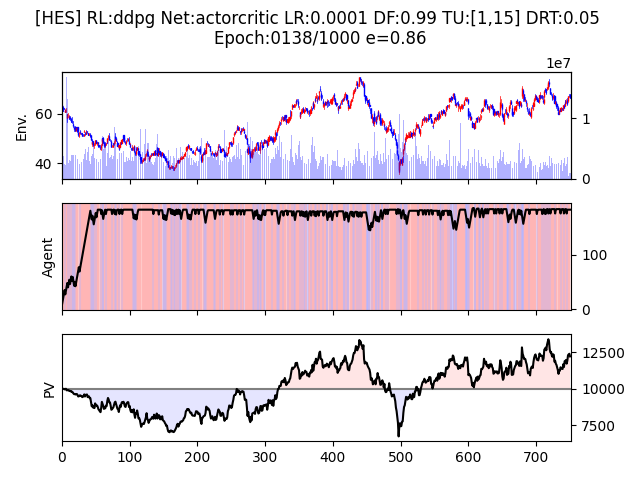 [HES] RL:ddpg Net:actorcritic LR:0.0001 DF:0.99 TU:[1,15] DRT:0.05
Epoch:0138/1000 e=0.86
1e7
Env.
60
40
1
0
Agent
100
0
PV
12500
10000
7500
0 100 200 300 400 500 600 700